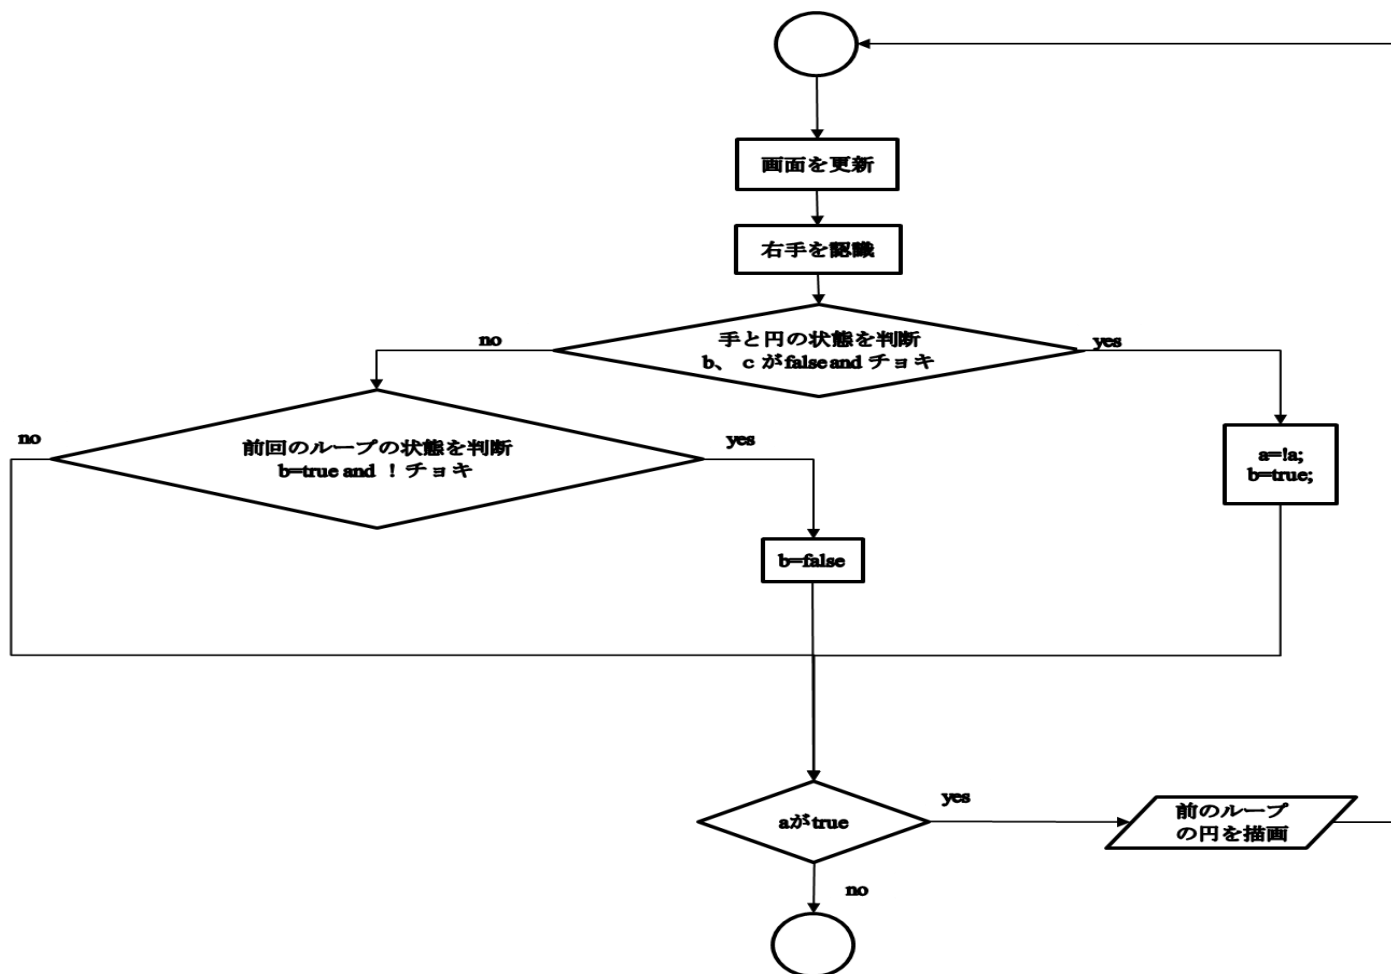 画面を更新
右手を認識
手と円の状態を判断
b、 c がfalse and チョキ
no
yes
前回のループの状態を判断
b=true and ！チョキ
no
yes
a=!a;
b=true;
b=false
aがtrue
yes
前のループ
の円を描画
no